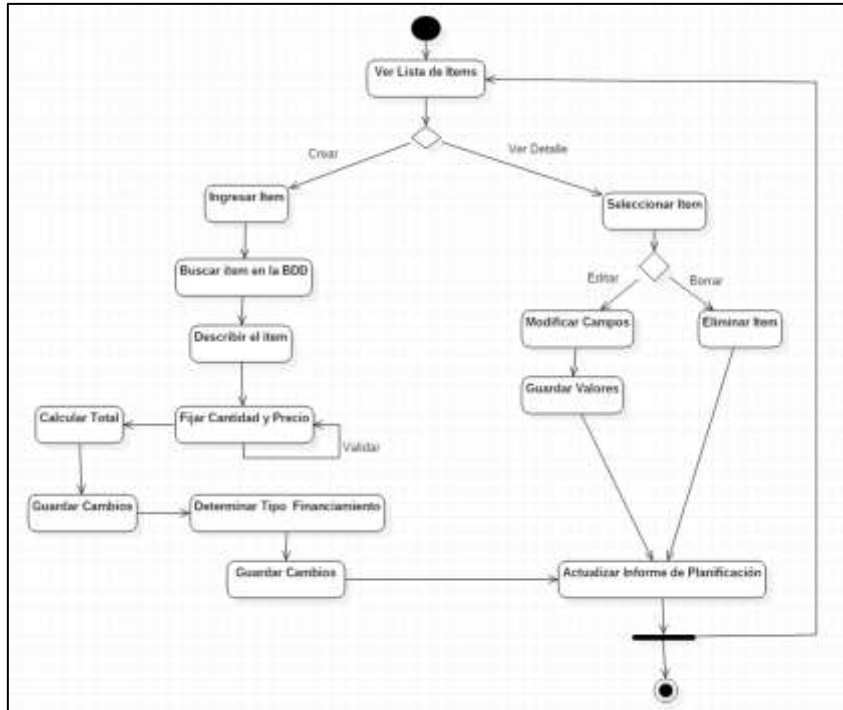 Ver Lista de Items
Crear
Ver Detalle
Ingresar Item
Seleccionar Item
Buscar item en la BDD
Editar
Borrar
Describir el item
Modificar Campos
Eliminar Item
Guardar Valores
Calcular Total
Fijar Cantidad y Precio
Validar
Guardar Cambios
Determinar Tipo Financiamiento
Guardar Cambios
Actualizar Informe de Planificación